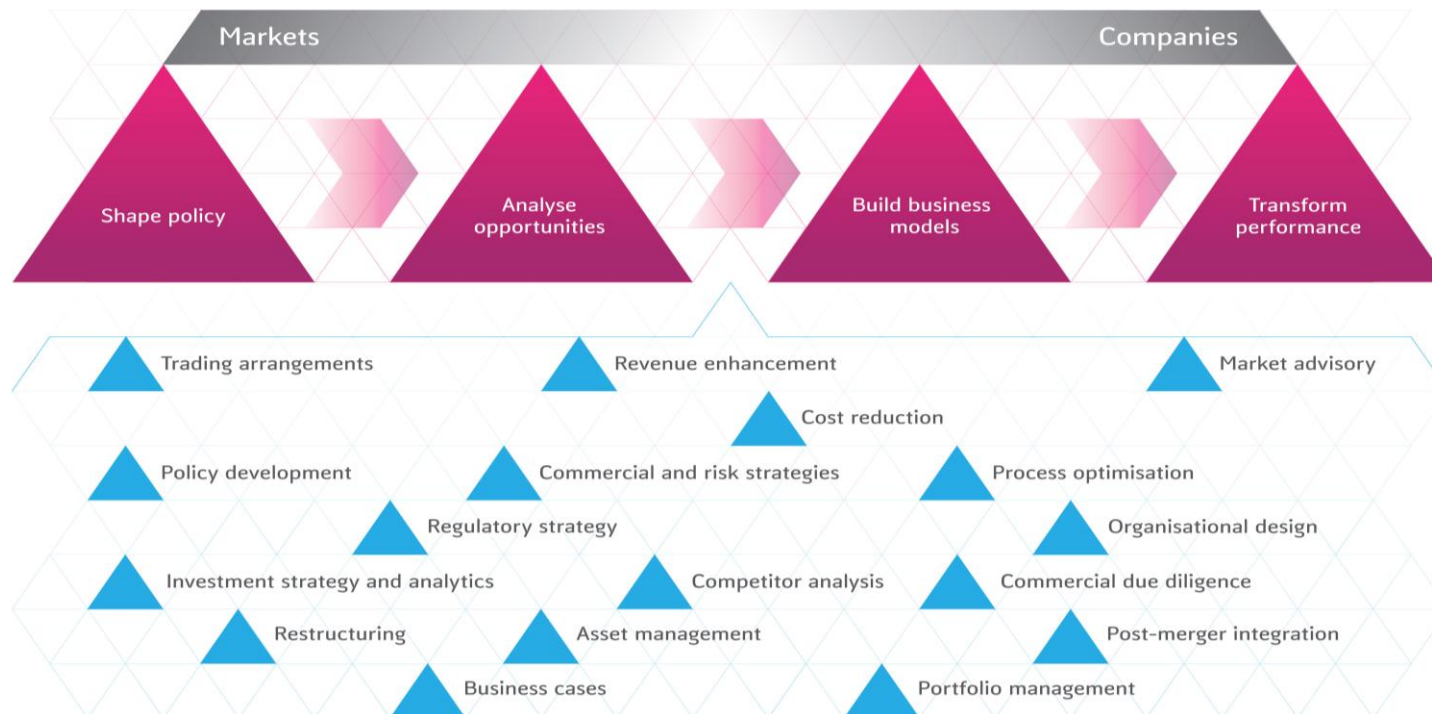 Markets
Companies
Shape policy
Analyse
opportunities
Build business
models
Transform
performance
Trading arrangements
Revenue enhancement
Market advisory
Cost reduction
Policy development
Commercial and risk strategies
Process optimisation
Regulatory strategy
Organisational design
Investment strategy and analytics
Competitor analysis
Commercial due diligence
Restructuring
Asset management
Post-merger integration
Business cases
Portfolio management